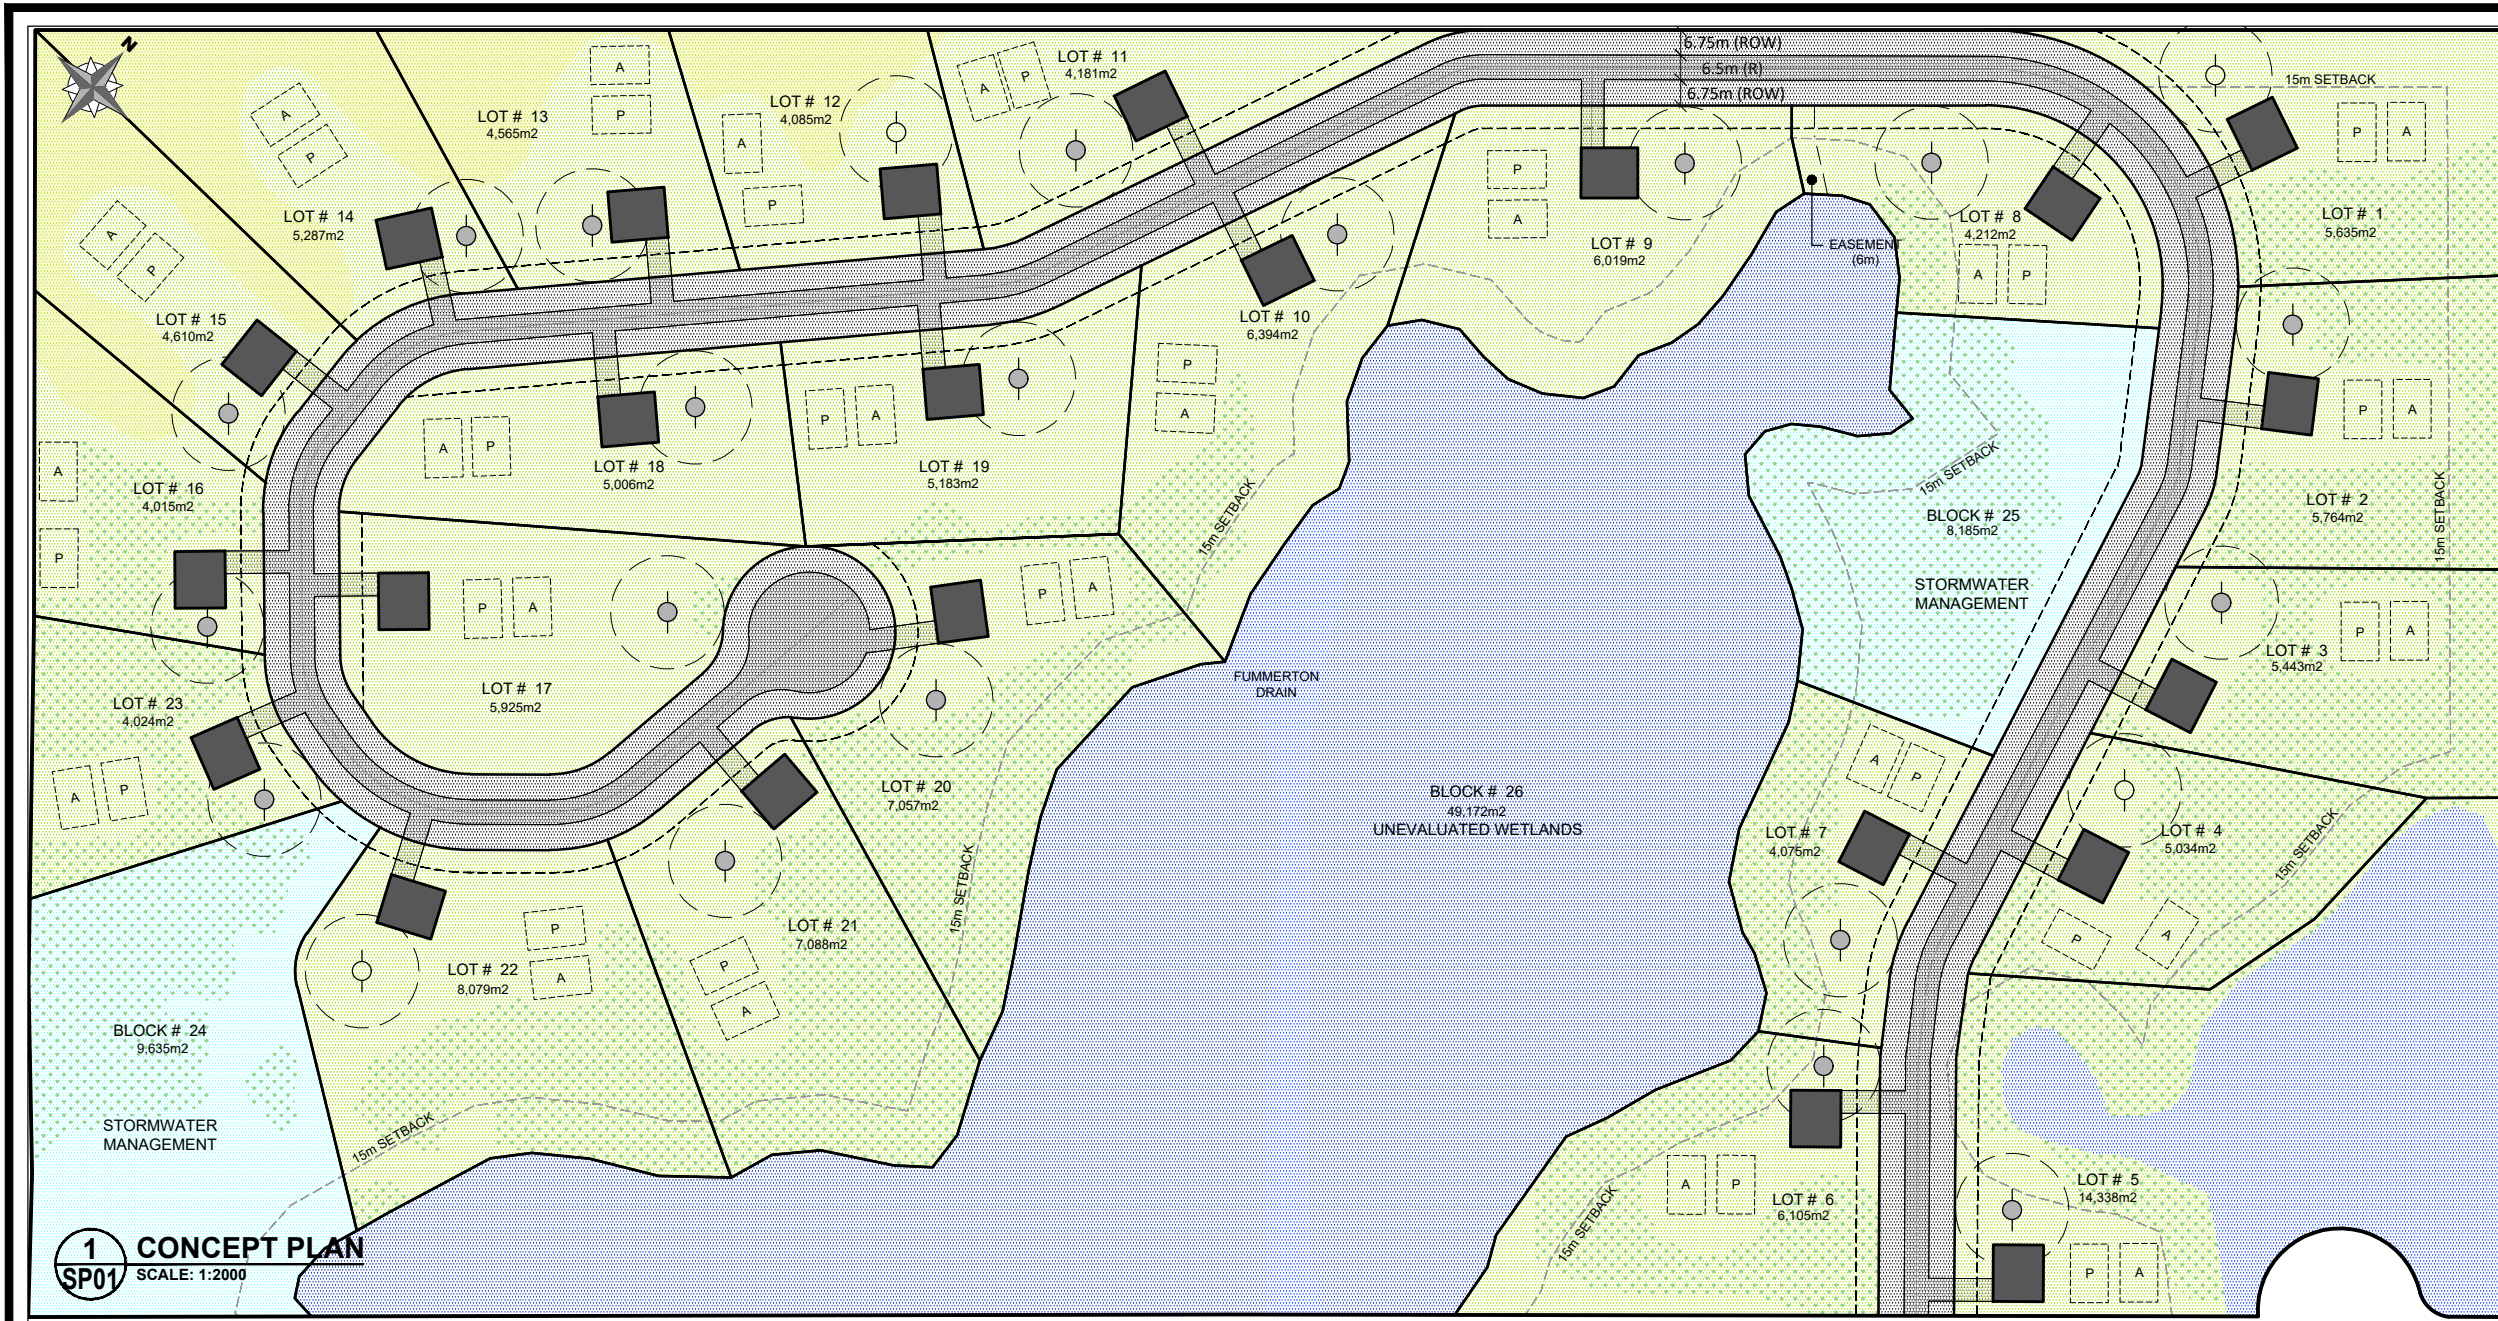 N
6.75m (ROW)
6.5m (R)
6.75m (ROW)
15m SETBACK
LOT # 1
5,635m2
P
A
LOT # 2
5,764m2
P
A
15m SETBACK
LOT # 3
5,443m2
P
A
LOT # 4
5,034m2
P
A
15m SETBACK
LOT # 5
14,338m2
P
A
LOT # 6
6,105m2
A
P
15m SETBACK
LOT # 7
4,075m2
A
P
LOT # 8
4,212m2
A
P
EASEMENT
(6m)
LOT # 9
6,019m2
P
A
LOT # 10
6,394m2
P
A
15m SETBACK
LOT # 11
4,181m2
A
P
LOT # 12
4,085m2
A
P
LOT # 13
4,565m2
A
P
LOT # 14
5,287m2
A
P
LOT # 15
4,610m2
A
P
LOT # 16
4,015m2
A
P
LOT # 17
5,925m2
P
A
LOT # 18
5,006m2
A
P
LOT # 19
5,183m2
P
A
LOT # 20
7,057m2
P
A
15m SETBACK
LOT # 21
7,088m2
P
A
LOT # 22
8,079m2
P
A
15m SETBACK
LOT # 23
4,024m2
A
P
BLOCK # 24
9,635m2
STORMWATER
MANAGEMENT
15m SETBACK
BLOCK # 25
8,185m2
STORMWATER
MANAGEMENT
FUMMERTON
DRAIN
BLOCK # 26
49,172m2
UNEVALUATED WETLANDS
1
SP01
CONCEPT PLAN
SCALE: 1:2000